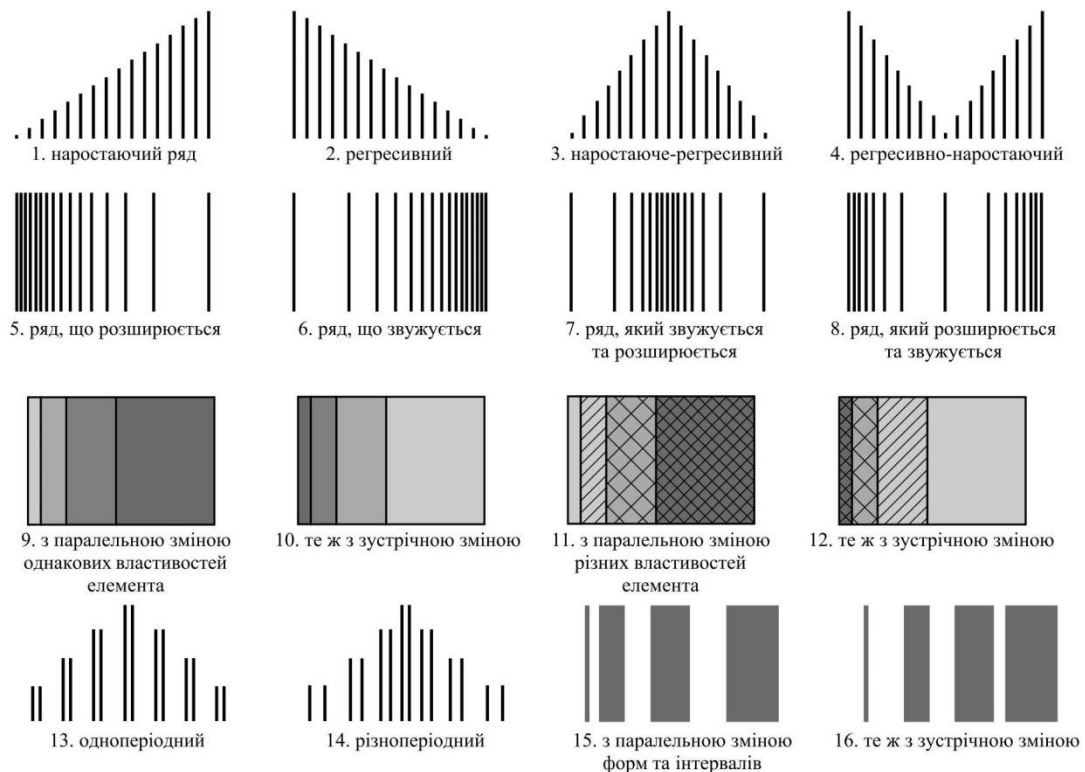 1. наростаючий ряд
2. регресивний
3. наростаюче-регресивний
4. регресивно-наростаючий
5. ряд, що розширюється
6. ряд, що звужується
7. ряд, який звужується
та розширюється
8. ряд, який розширюється
та звужується
9. з паралельною зміною
однакових властивостей
елемента
10. те ж з зустрічною зміною
11. з паралельною зміною
різних властивостей
елемента
12. те ж з зустрічною зміною
13. одноперіодний
14. різноперіодний
15. з паралельною зміною
форм та інтервалів
16. те ж з зустрічною зміною